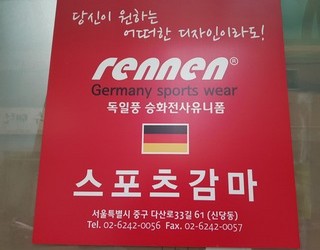 당신이 원하는
어떠한 디자인이라도!
rennen®
Germany sports wear
독일풍 승화전사유니폼
스포츠감마
서울특별시 중구 다산로33길 61 (신당동)
Tel. 02-6242-0056 Fax. 02-6242-0057